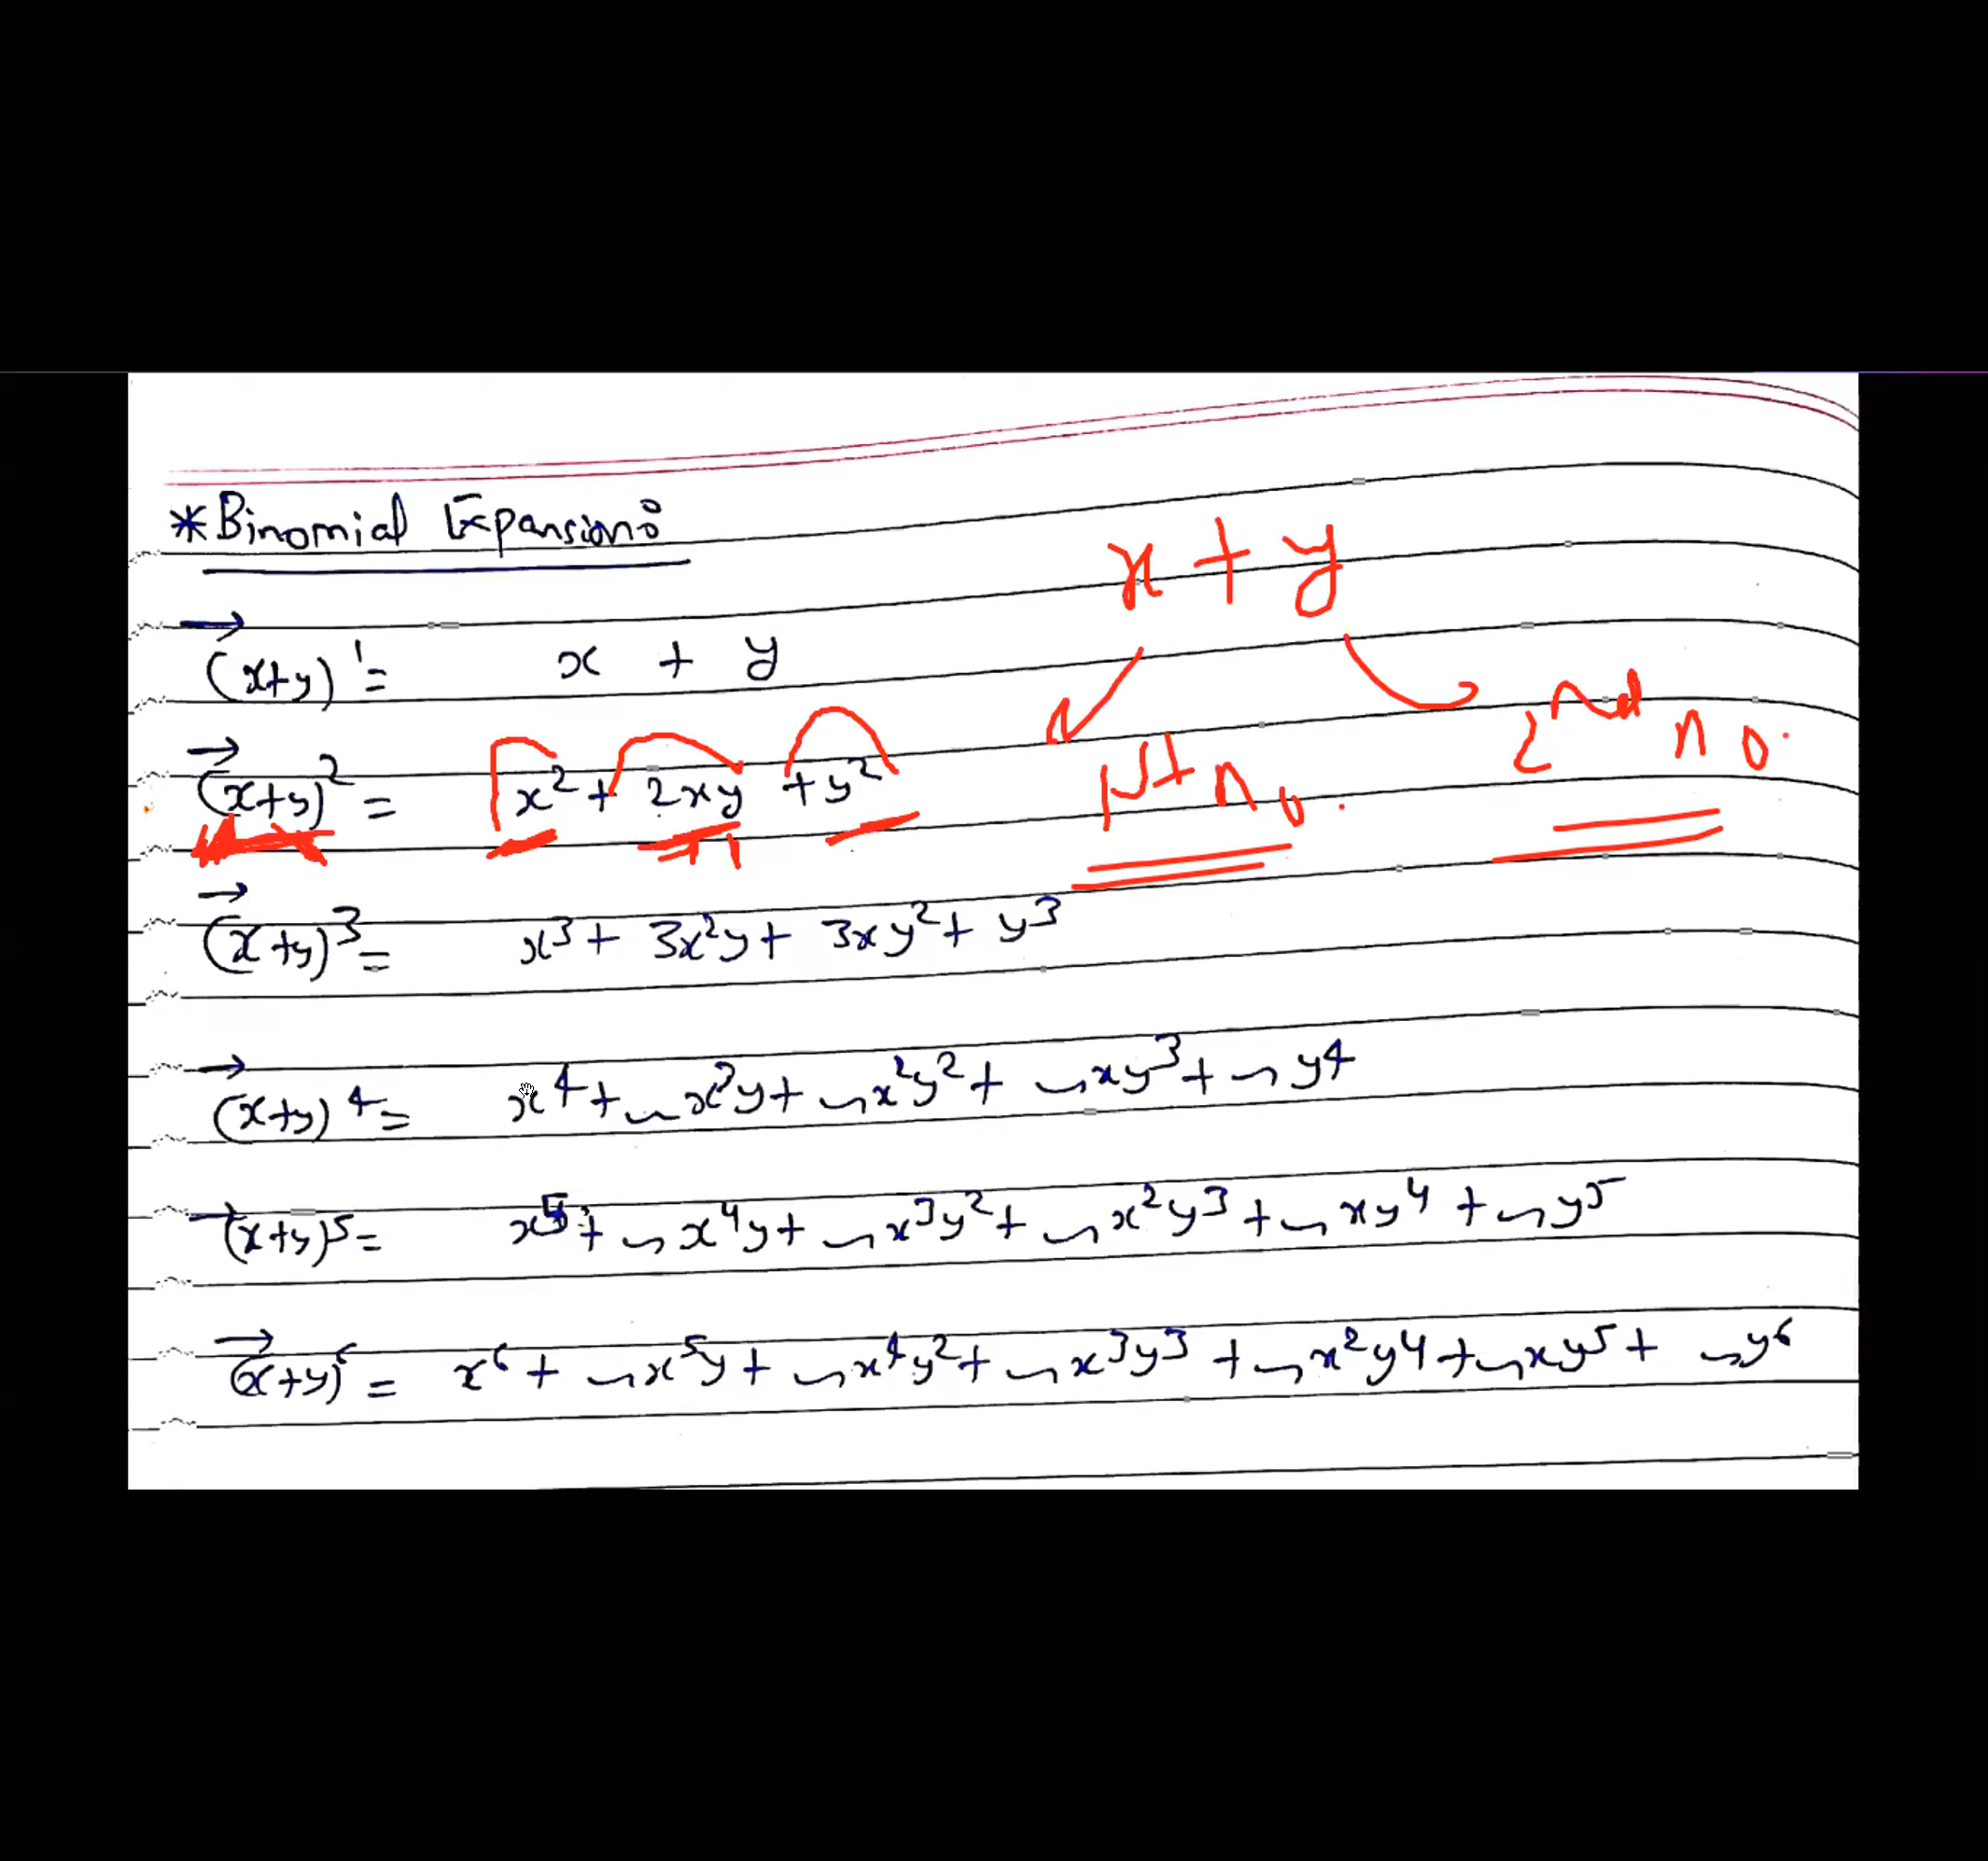 *Binomial Expansion:
x + y
(x+y)¹ = x + y
1st no. 2nd no.
(x+y)² = x² + 2xy + y²
(x+y)³ = x³ + 3x²y + 3xy² + y³
(x+y)⁴ = x⁴ + ~x³y + ~x²y² + ~xy³ + ~y⁴
(x+y)⁵ = x⁵ + ~x⁴y + ~x³y² + ~x²y³ + ~xy⁴ + ~y⁵
(x+y)⁶ = x⁶ + ~x⁵y + ~x⁴y² + ~x³y³ + ~x²y⁴ + ~xy⁵ + ~y⁶